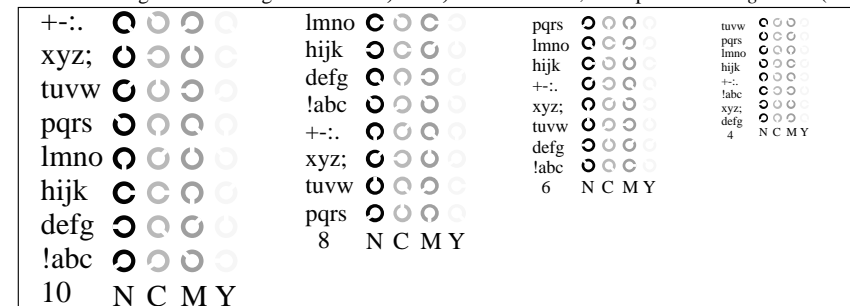 +-:.
xyz;
tuvw
pqrs
lmno
hijk
defg
!abc
10 N C M Y
lmno
hijk
defg
!abc
+-:.
xyz;
tuvw
pqrs
8 N C M Y
pqrs
lmno
hijk
+-:.
xyz;
tuvw
defg
!abc
6 N C M Y
tuvw
pqrs
lmno
hijk
+-:.
!abc
xyz;
defg
4 N C M Y